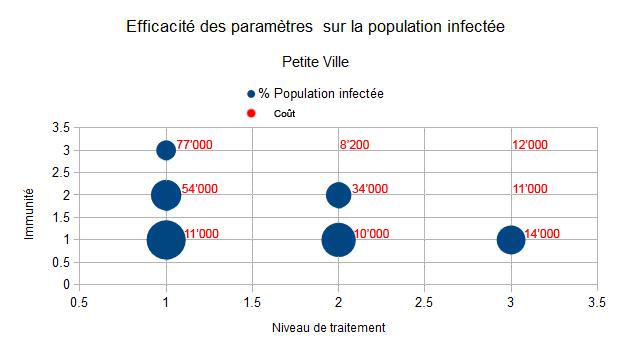 Efficacité des paramètres sur la population infectée
Petite Ville
% Population infectée
Coût
3.5
3 77'000 8'200 12'000
2.5
2 54'000 34'000 11'000
1.5
1 11'000 10'000 14'000
0.5
0
0.5 1 1.5 2 2.5 3 3.5
Immunité
Niveau de traitement